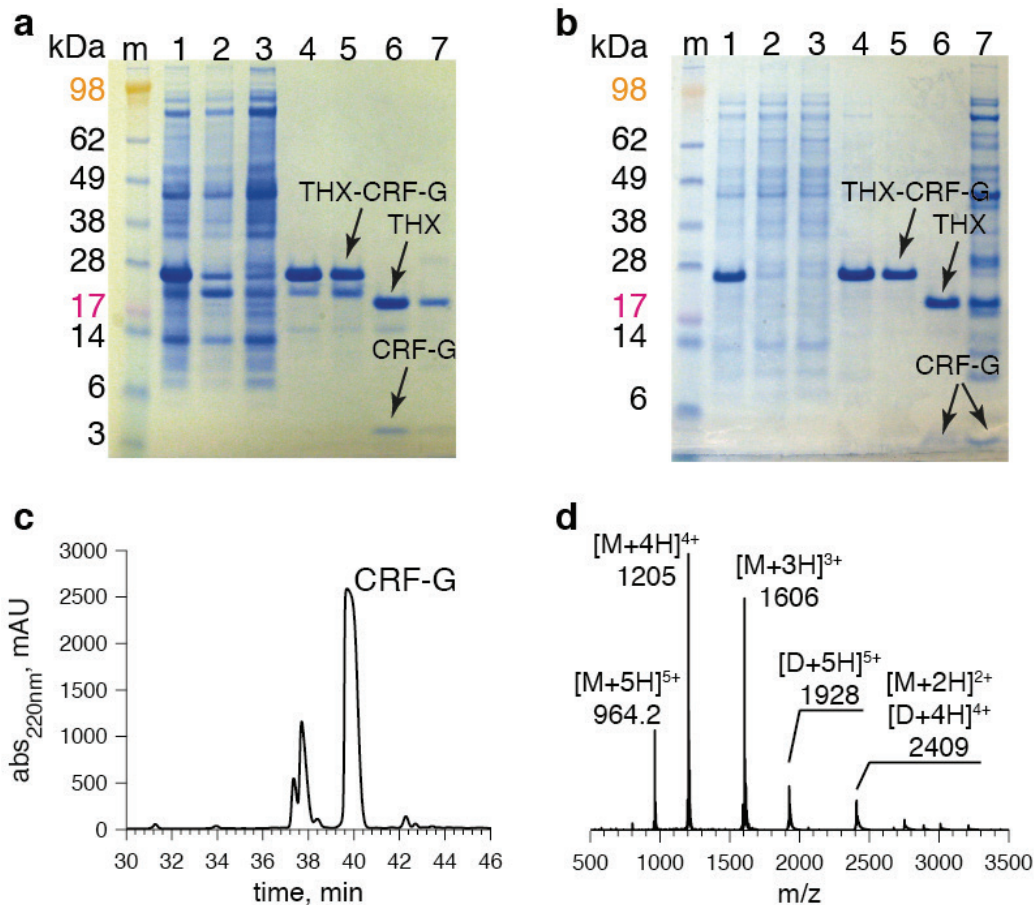 a
kDa m 1 2 3 4 5 6 7
98
62
49
38
28
17
14
6
3
THX-CRF-G
THX
CRF-G
b
kDa m 1 2 3 4 5 6 7
98
62
49
38
28
17
14
6
THX-CRF-G
THX
CRF-G
c
3000
2500
2000
1500
1000
500
0
abs220nm, mAU
CRF-G
30 32 34 36 38 40 42 44 46
time, min
d
[M+4H]4+
1205
[M+3H]3+
1606
[M+5H]5+
964.2
[D+5H]5+
1928
[M+2H]2+
[D+4H]4+
2409
500 1000 1500 2000 2500 3000 3500
m/z